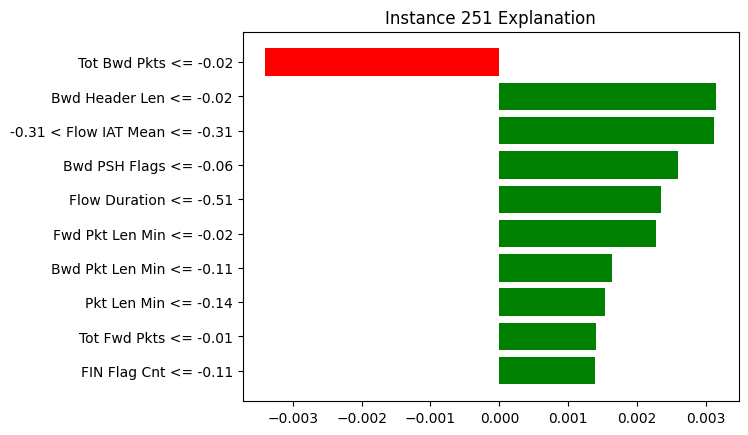 Instance 251 Explanation
Tot Bwd Pkts <= -0.02
Bwd Header Len <= -0.02
-0.31 < Flow IAT Mean <= -0.31
Bwd PSH Flags <= -0.06
Flow Duration <= -0.51
Fwd Pkt Len Min <= -0.02
Bwd Pkt Len Min <= -0.11
Pkt Len Min <= -0.14
Tot Fwd Pkts <= -0.01
FIN Flag Cnt <= -0.11
−0.003 −0.002 −0.001 0.000 0.001 0.002 0.003